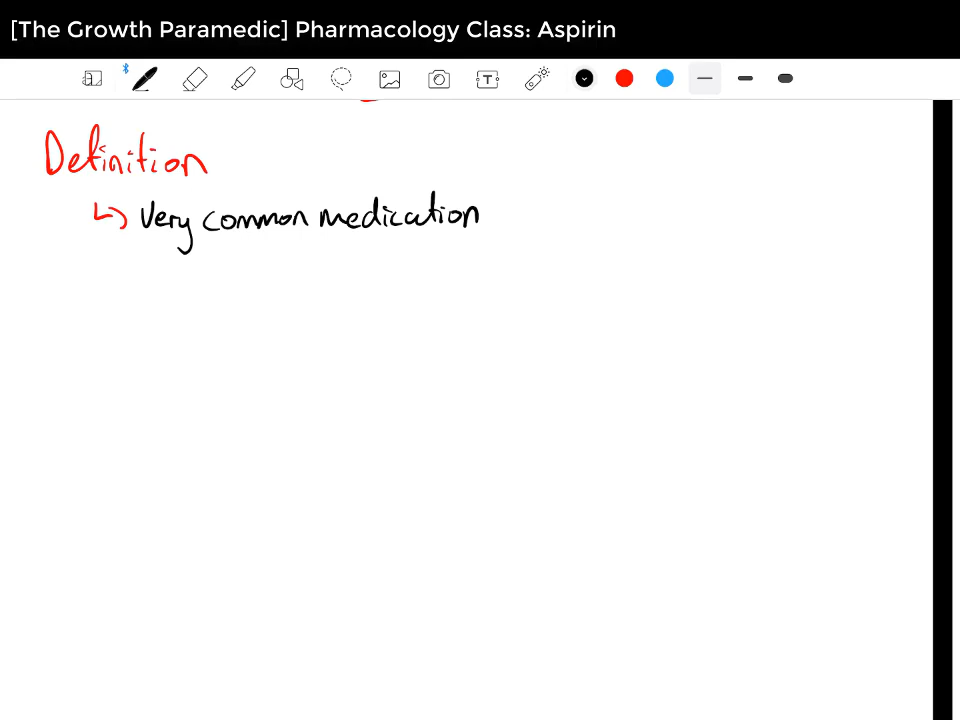 [The Growth Paramedic] Pharmacology Class: Aspirin
Definition
↳ Very common medication